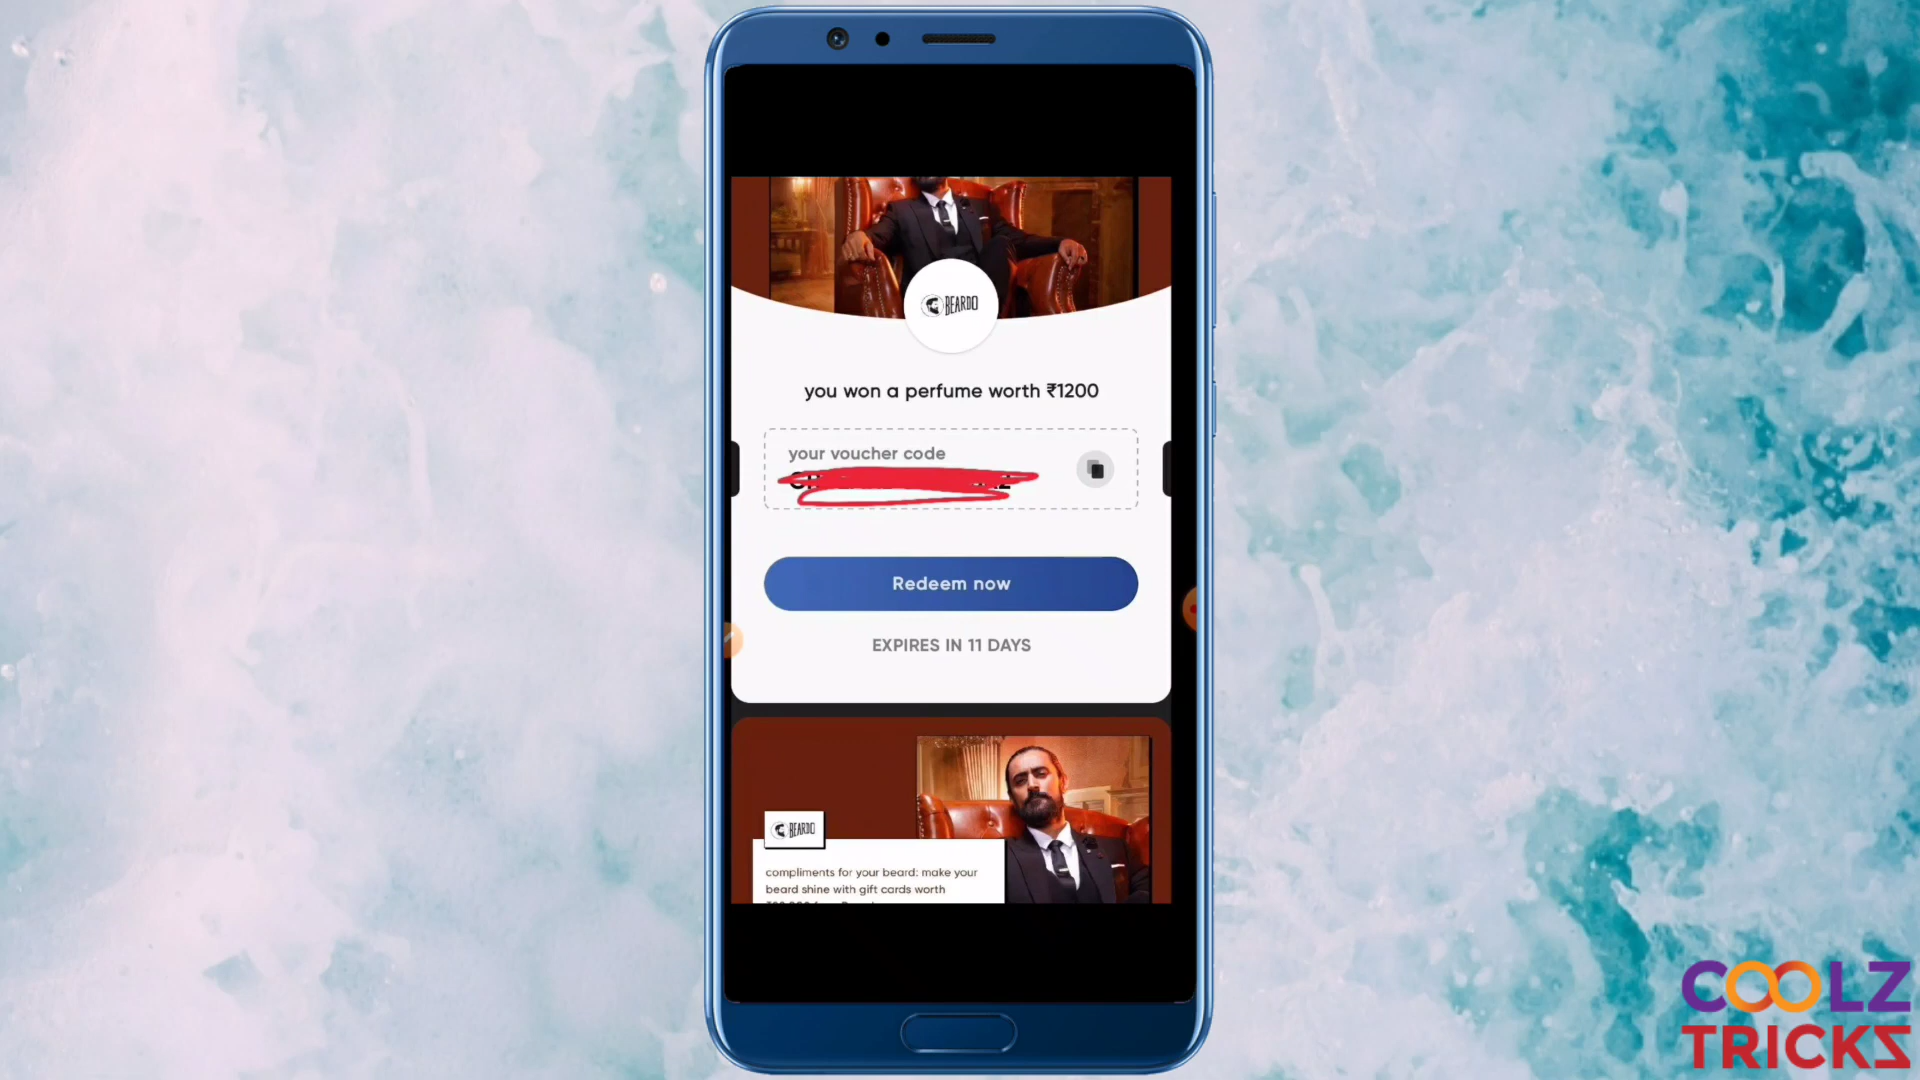 BEARDO
you won a perfume worth ₹1200
your voucher code
Redeem now
EXPIRES IN 11 DAYS
BEARDO
compliments for your beard: make your
beard shine with gift cards worth
COOLZ
TRICKS